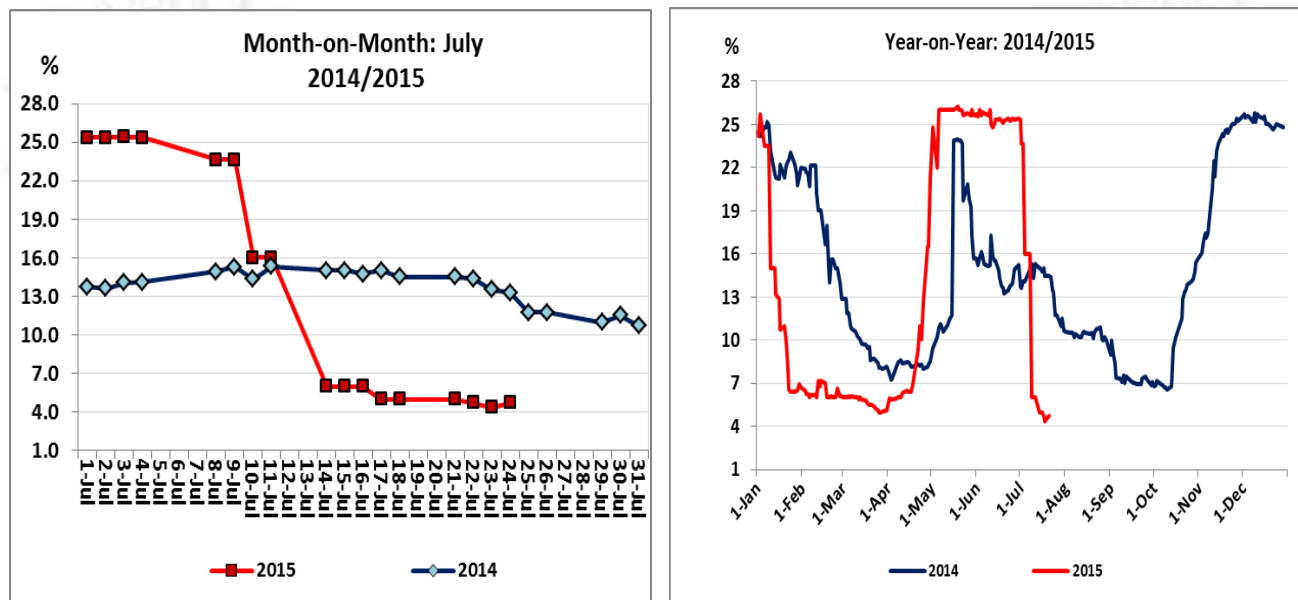 Month-on-Month: July
2014/2015
%
28.0
25.0
22.0
19.0
16.0
13.0
10.0
7.0
4.0
1.0
1-Jul
2-Jul
3-Jul
4-Jul
5-Jul
6-Jul
7-Jul
8-Jul
9-Jul
10-Jul
11-Jul
12-Jul
13-Jul
14-Jul
15-Jul
16-Jul
17-Jul
18-Jul
19-Jul
20-Jul
21-Jul
22-Jul
23-Jul
24-Jul
25-Jul
26-Jul
27-Jul
28-Jul
29-Jul
30-Jul
31-Jul
2015
2014
Year-on-Year: 2014/2015
%
28
25
22
19
16
13
10
7
4
1
1-Jan
1-Feb
1-Mar
1-Apr
1-May
1-Jun
1-Jul
1-Aug
1-Sep
1-Oct
1-Nov
1-Dec
2014
2015